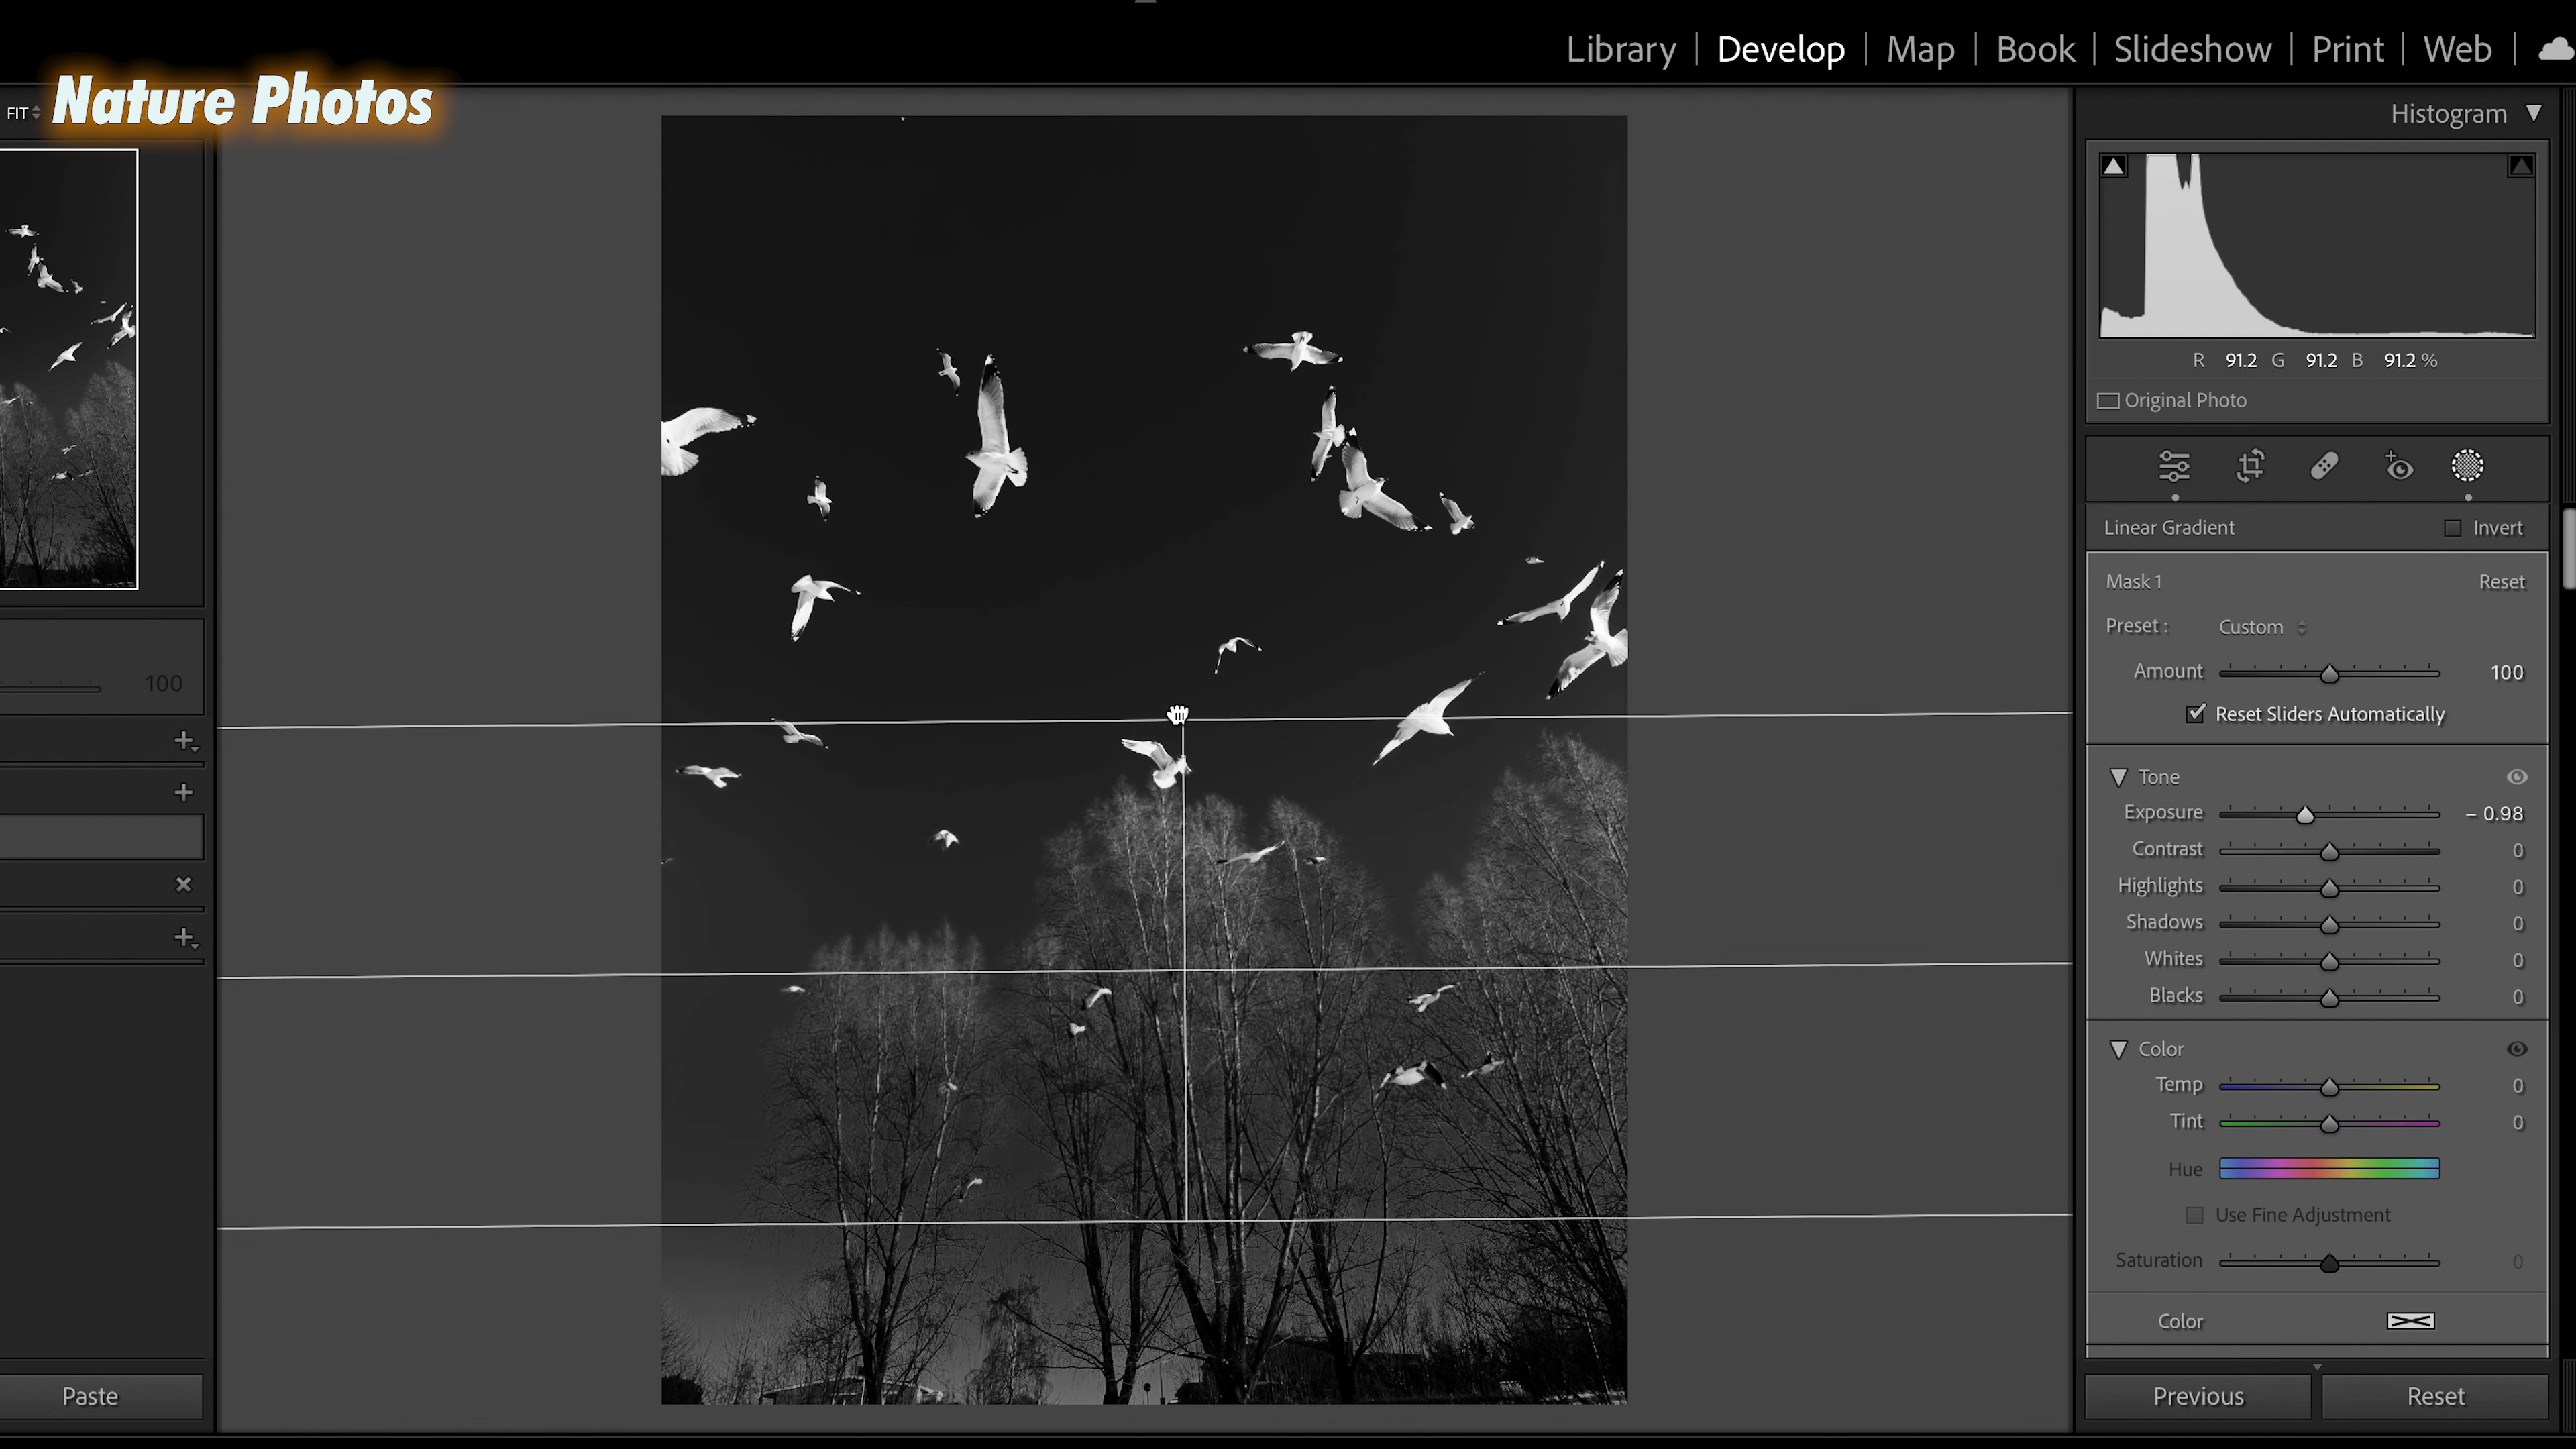 Library | Develop | Map | Book | Slideshow | Print | Web |
Nature Photos
FIT
100
Paste
Histogram
R 91.2 G 91.2 B 91.2 %
Original Photo
Linear Gradient Invert
Mask 1 Reset
Preset : Custom
Amount 100
Reset Sliders Automatically
Tone
Exposure – 0.98
Contrast 0
Highlights 0
Shadows 0
Whites 0
Blacks 0
Color
Temp 0
Tint 0
Hue
Use Fine Adjustment
Saturation 0
Color
Previous Reset